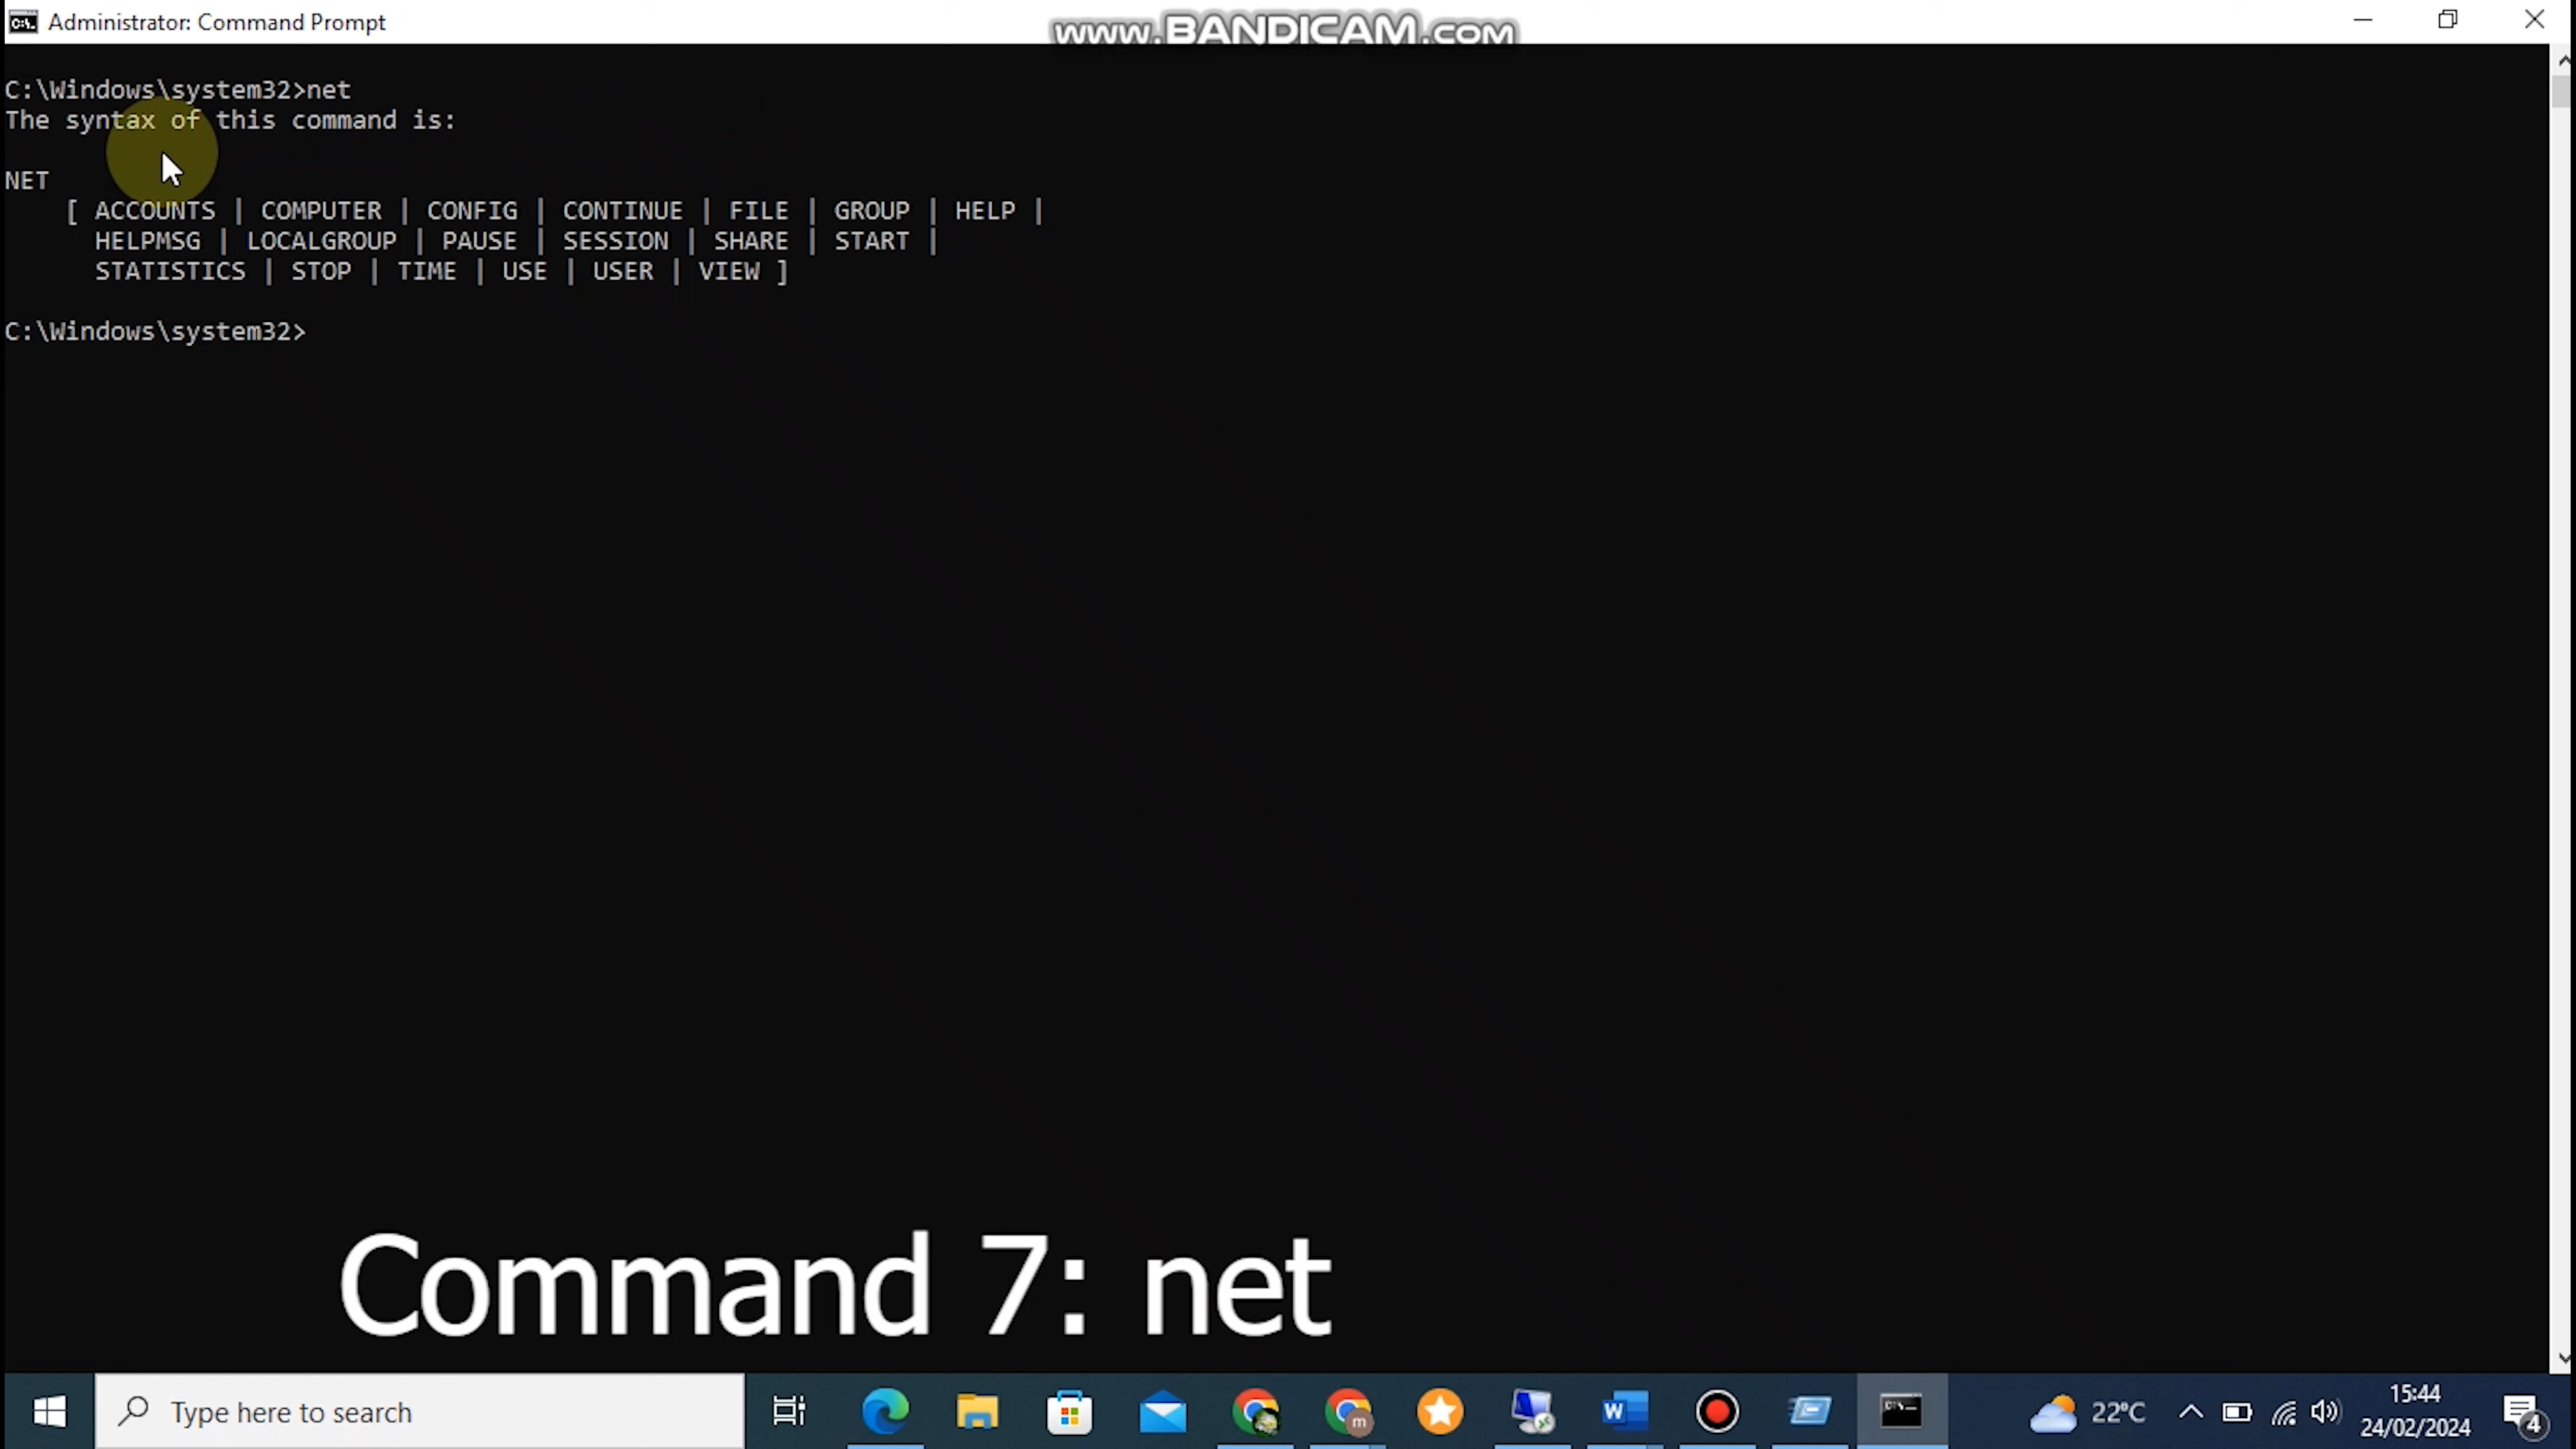 Administrator: Command Prompt
www.BANDICAM.com
C:\Windows\system32>net
The syntax of this command is:
NET
[ ACCOUNTS | COMPUTER | CONFIG | CONTINUE | FILE | GROUP | HELP |
HELPMSG | LOCALGROUP | PAUSE | SESSION | SHARE | START |
STATISTICS | STOP | TIME | USE | USER | VIEW ]
C:\Windows\system32>
Command 7: net
Type here to search
22°C
15:44
24/02/2024
4